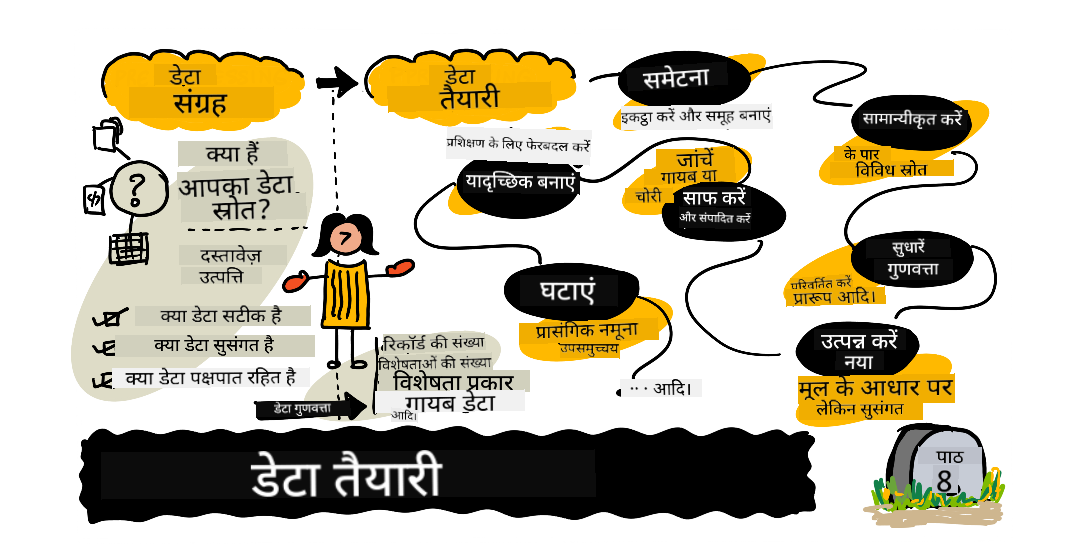 डेटा
संग्रह
डेटा
तैयारी
समेटना
इकट्ठा करें और समूह बनाएं
सामान्यीकृत करें
के पार
विविध स्रोत
प्रशिक्षण के लिए फेरबदल करें
यादृच्छिक बनाएं
जांचें
गायब या
चोरी
साफ करें
और संपादित करें
क्या हैं
आपका डेटा
स्रोत?
?
क
दस्तावेज़
उत्पत्ति
सुधारें
गुणवत्ता
परिवर्तित करें
प्रारूप आदि।
घटाएं
प्रासंगिक नमूना
उपसमुच्चय
क्या डेटा सटीक है
क्या डेटा सुसंगत है
क्या डेटा पक्षपात रहित है
रिकॉर्ड की संख्या
विशेषताओं की संख्या
विशेषता प्रकार
गायब डेटा
आदि।
डेटा गुणवत्ता
... आदि।
उत्पन्न करें
नया
मूल के आधार पर
लेकिन सुसंगत
डेटा तैयारी
पाठ
8